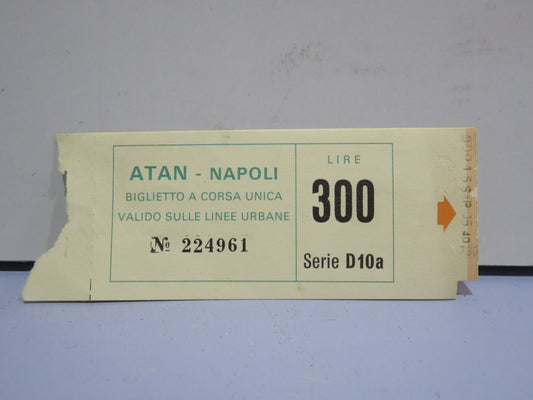 ATAN - NAPOLI
BIGLIETTO A CORSA UNICA
VALIDO SULLE LINEE URBANE
№ 224961
LIRE
300
Serie D10a